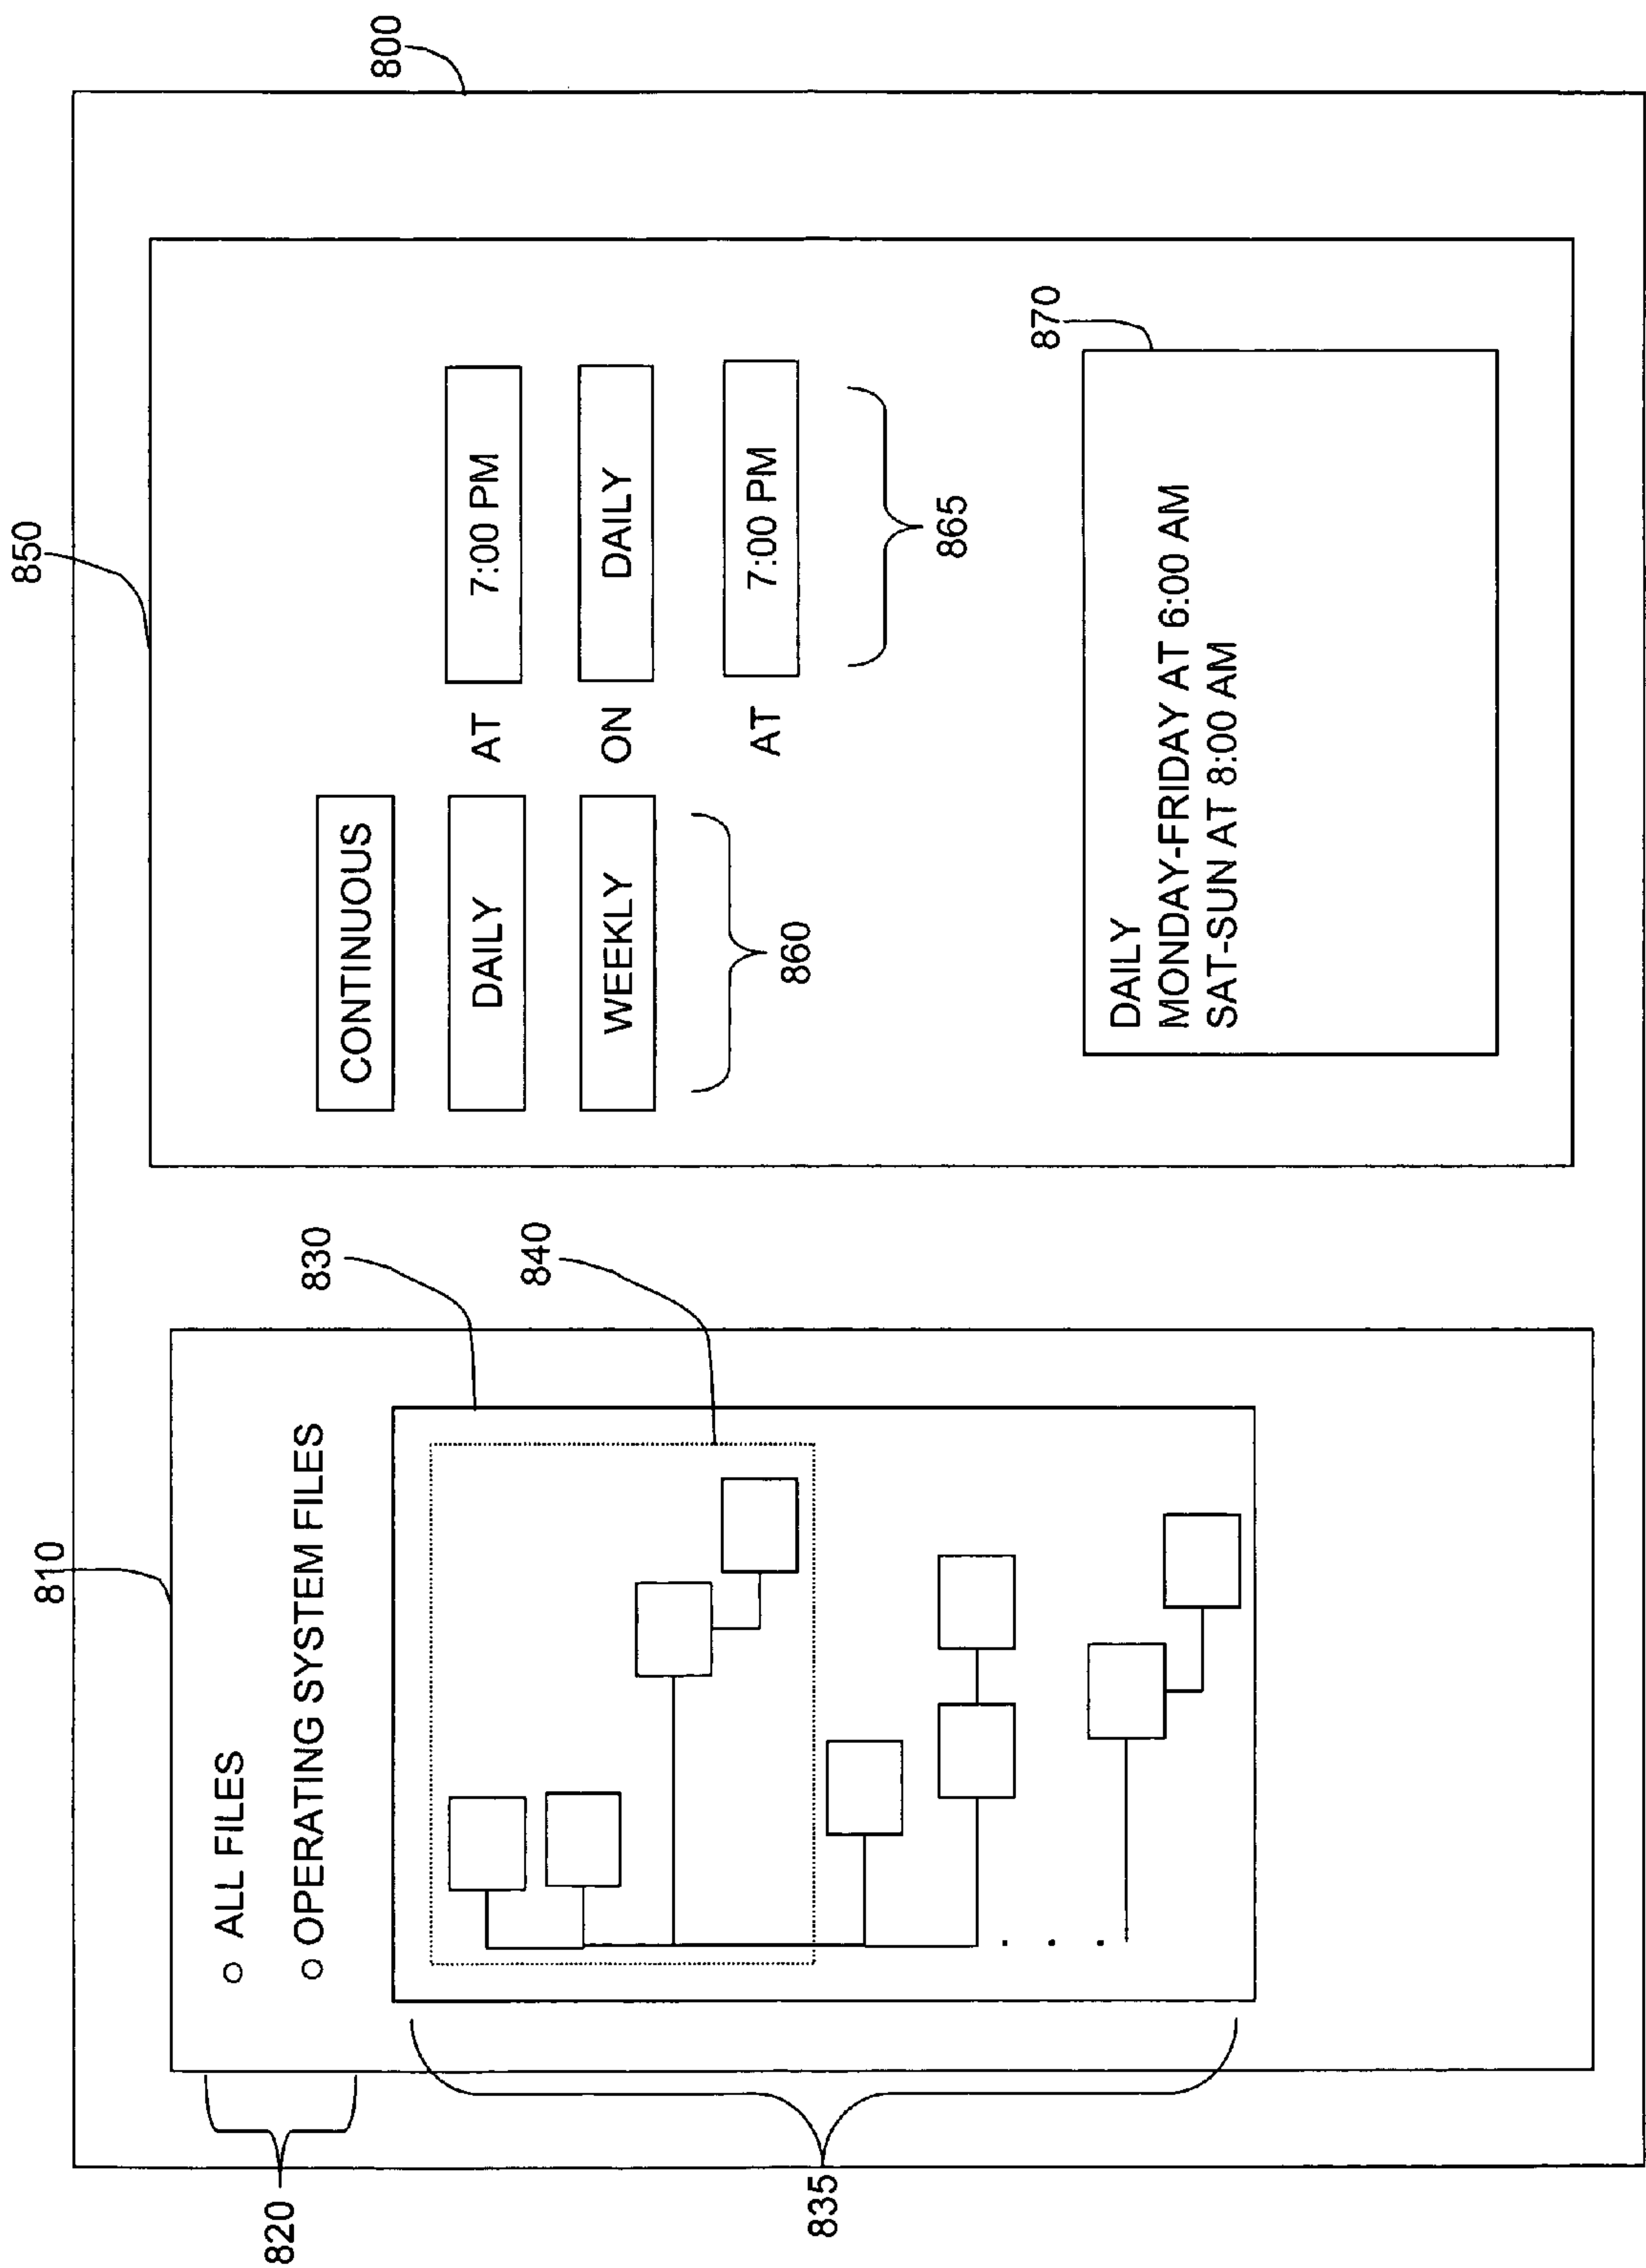 800
850
810
CONTINUOUS
DAILY AT 7:00 PM
WEEKLY ON DAILY
AT 7:00 PM
860
865
870
DAILY
MONDAY-FRIDAY AT 6:00 AM
SAT-SUN AT 8:00 AM
820
○ ALL FILES
○ OPERATING SYSTEM FILES
830
840
835